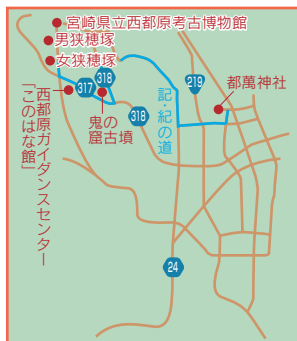 宮崎県立西都原考古博物館
男狭穂塚
女狭穂塚
318
317
219
都萬神社
鬼の
窟古墳
318
記・紀の道
西都原ガイダンスセンター
「このはな館」
24